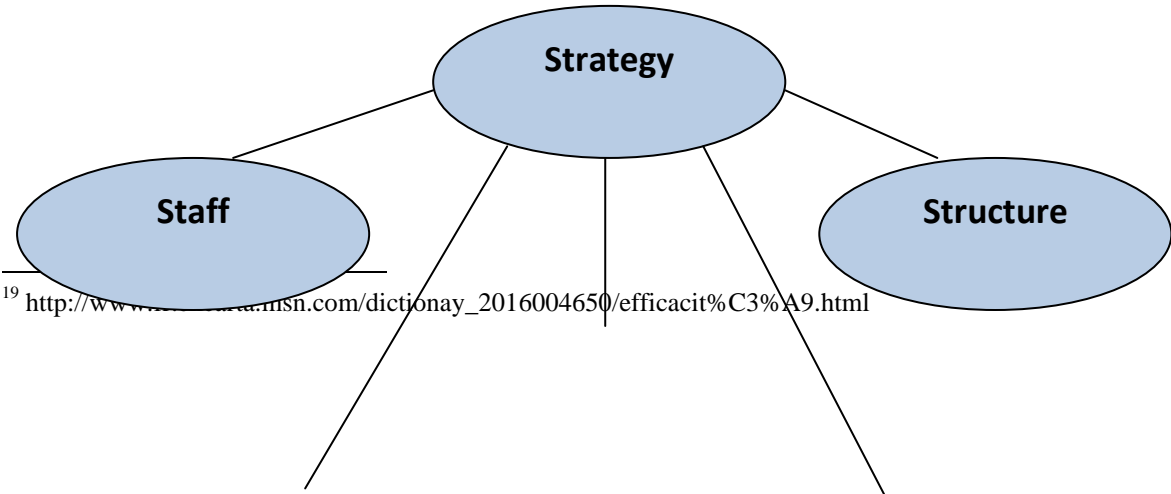 Strategy
Staff
Structure
19 http://www. .msn.com/dictionay_2016004650/efficacit%C3%A9.html